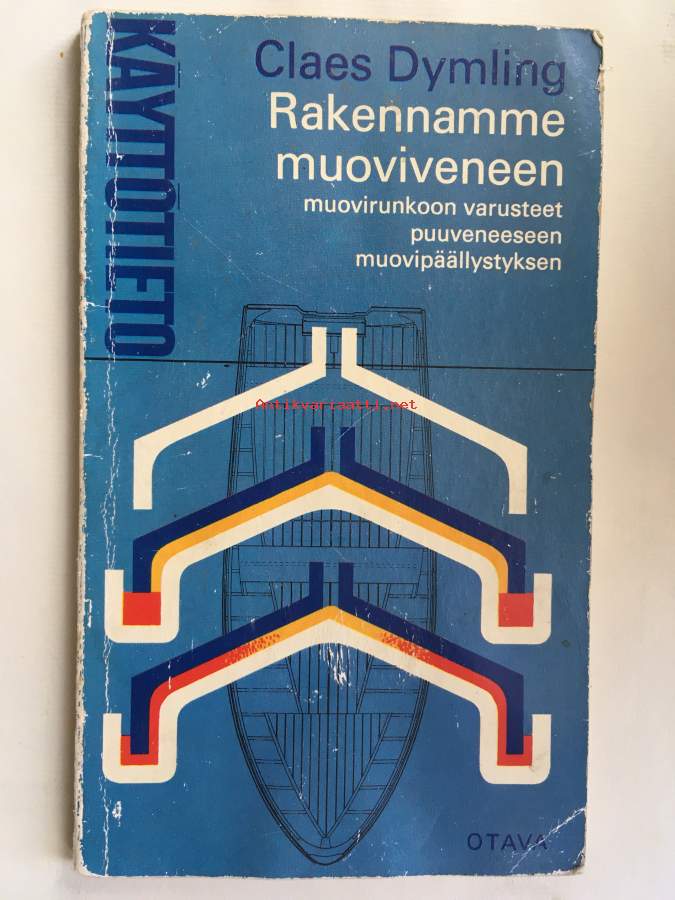 KÄYTTÖTIETO
Claes Dymling
Rakennamme
muoviveneen
muovirunkoon varusteet
puuveneeseen
muovipäällystyksen
Antikvariaatti.net
OTAVA